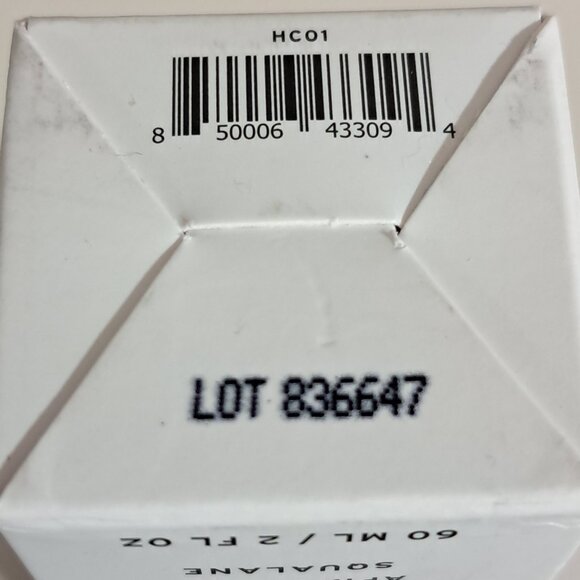 HC01
8 50006 43309 4
LOT 836647
60 ML / 2 FL OZ
SQUALANE